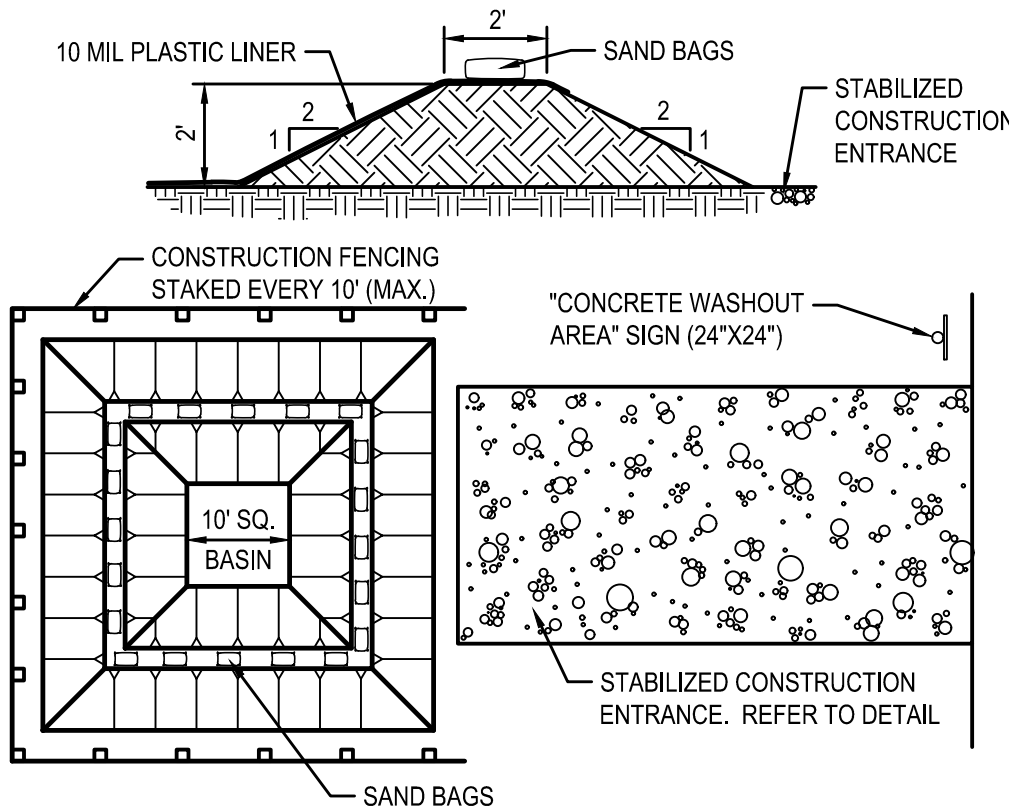 2'
10 MIL PLASTIC LINER
SAND BAGS
STABILIZED
CONSTRUCTION
ENTRANCE
2'
2
1
2
1
CONSTRUCTION FENCING
STAKED EVERY 10' (MAX.)
"CONCRETE WASHOUT
AREA" SIGN (24"X24")
10' SQ.
BASIN
STABILIZED CONSTRUCTION
ENTRANCE. REFER TO DETAIL
SAND BAGS